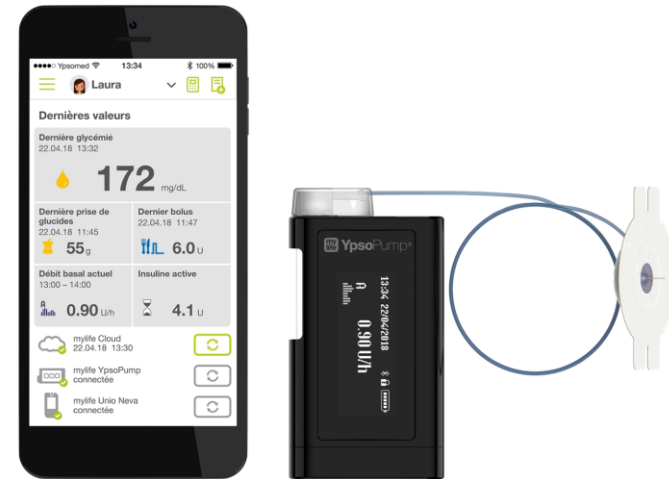 Ypsomed
13:34
100%
Laura
Dernières valeurs
Dernière glycémie
22.04.18 13:32
172 mg/dL
Dernière prise de
glucides
22.04.18 11:45
55 g
Dernier bolus
22.04.18 11:47
6.0 U
Débit basal actuel
13:00 – 14:00
A
0.90 U/h
Insuline active
4.1 U
mylife Cloud
22.04.18 13:30
mylife YpsoPump
connectée
mylife Unio Neva
connectée
my
life
YpsoPump®
13:34 22/04/2018
A
0.90 U/h